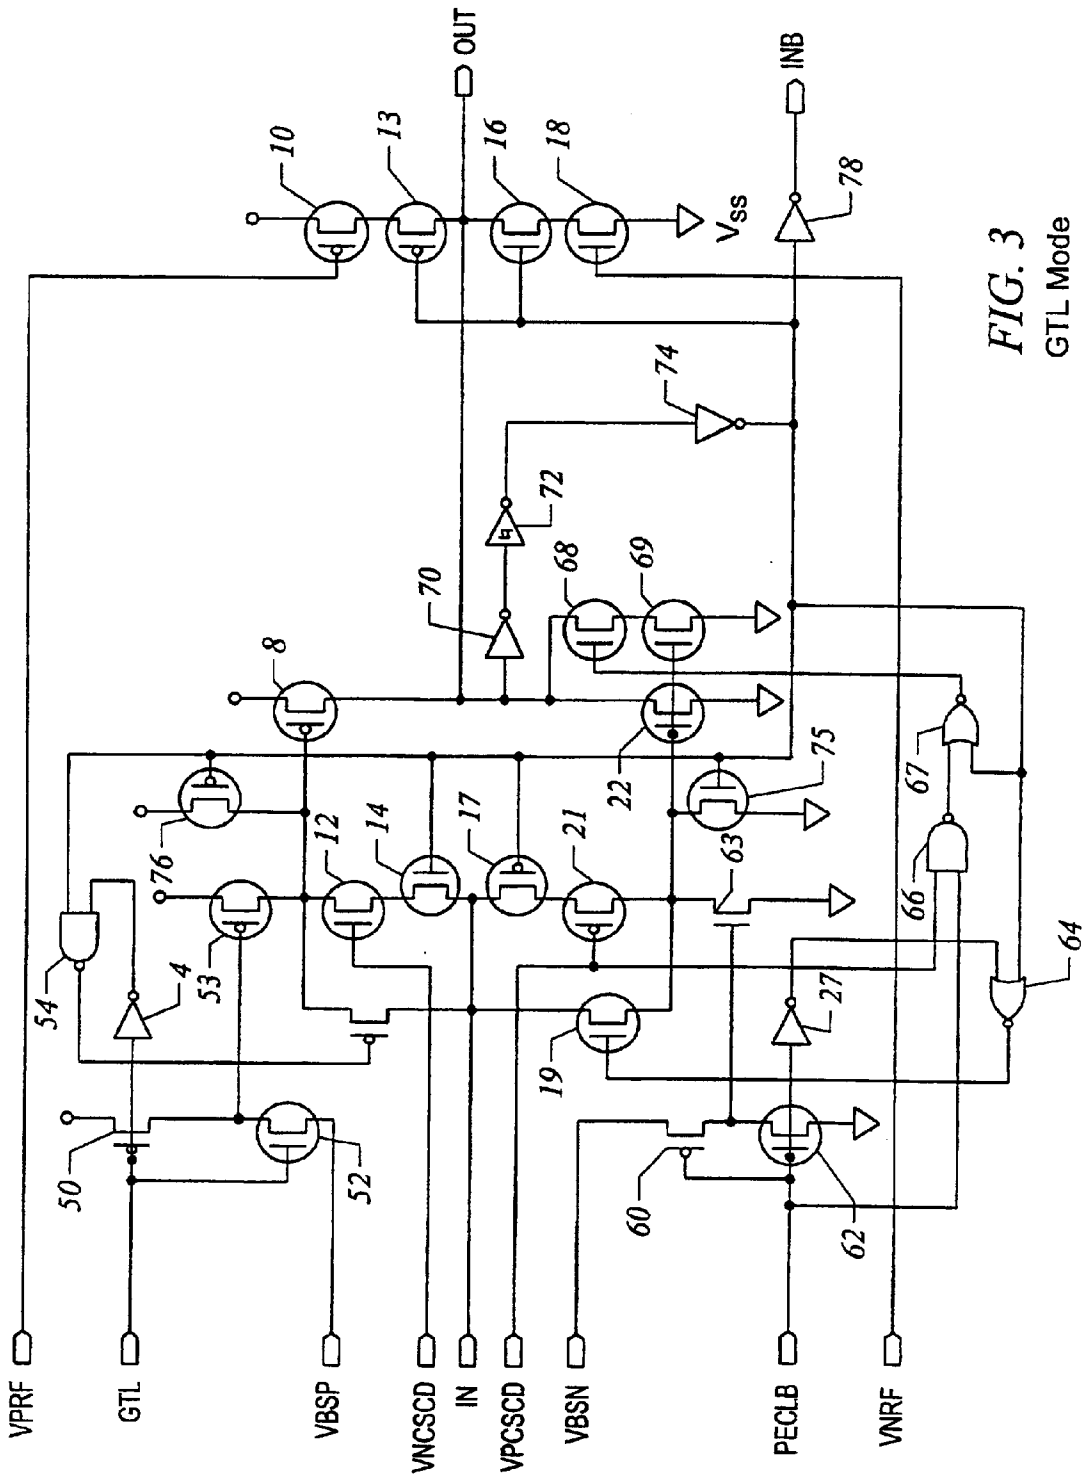 VPRF
GTL
VBSP
VNCSCD
IN
VPCSCD
VBSN
PECLB
VNRF
50
52
60
62
54
4
53
19
27
64
76
12
14
17
21
63
66
67
8
22
75
70
72
68
69
74
10
13
16
18
VSS
78
OUT
INB
FIG. 3
GTL Mode